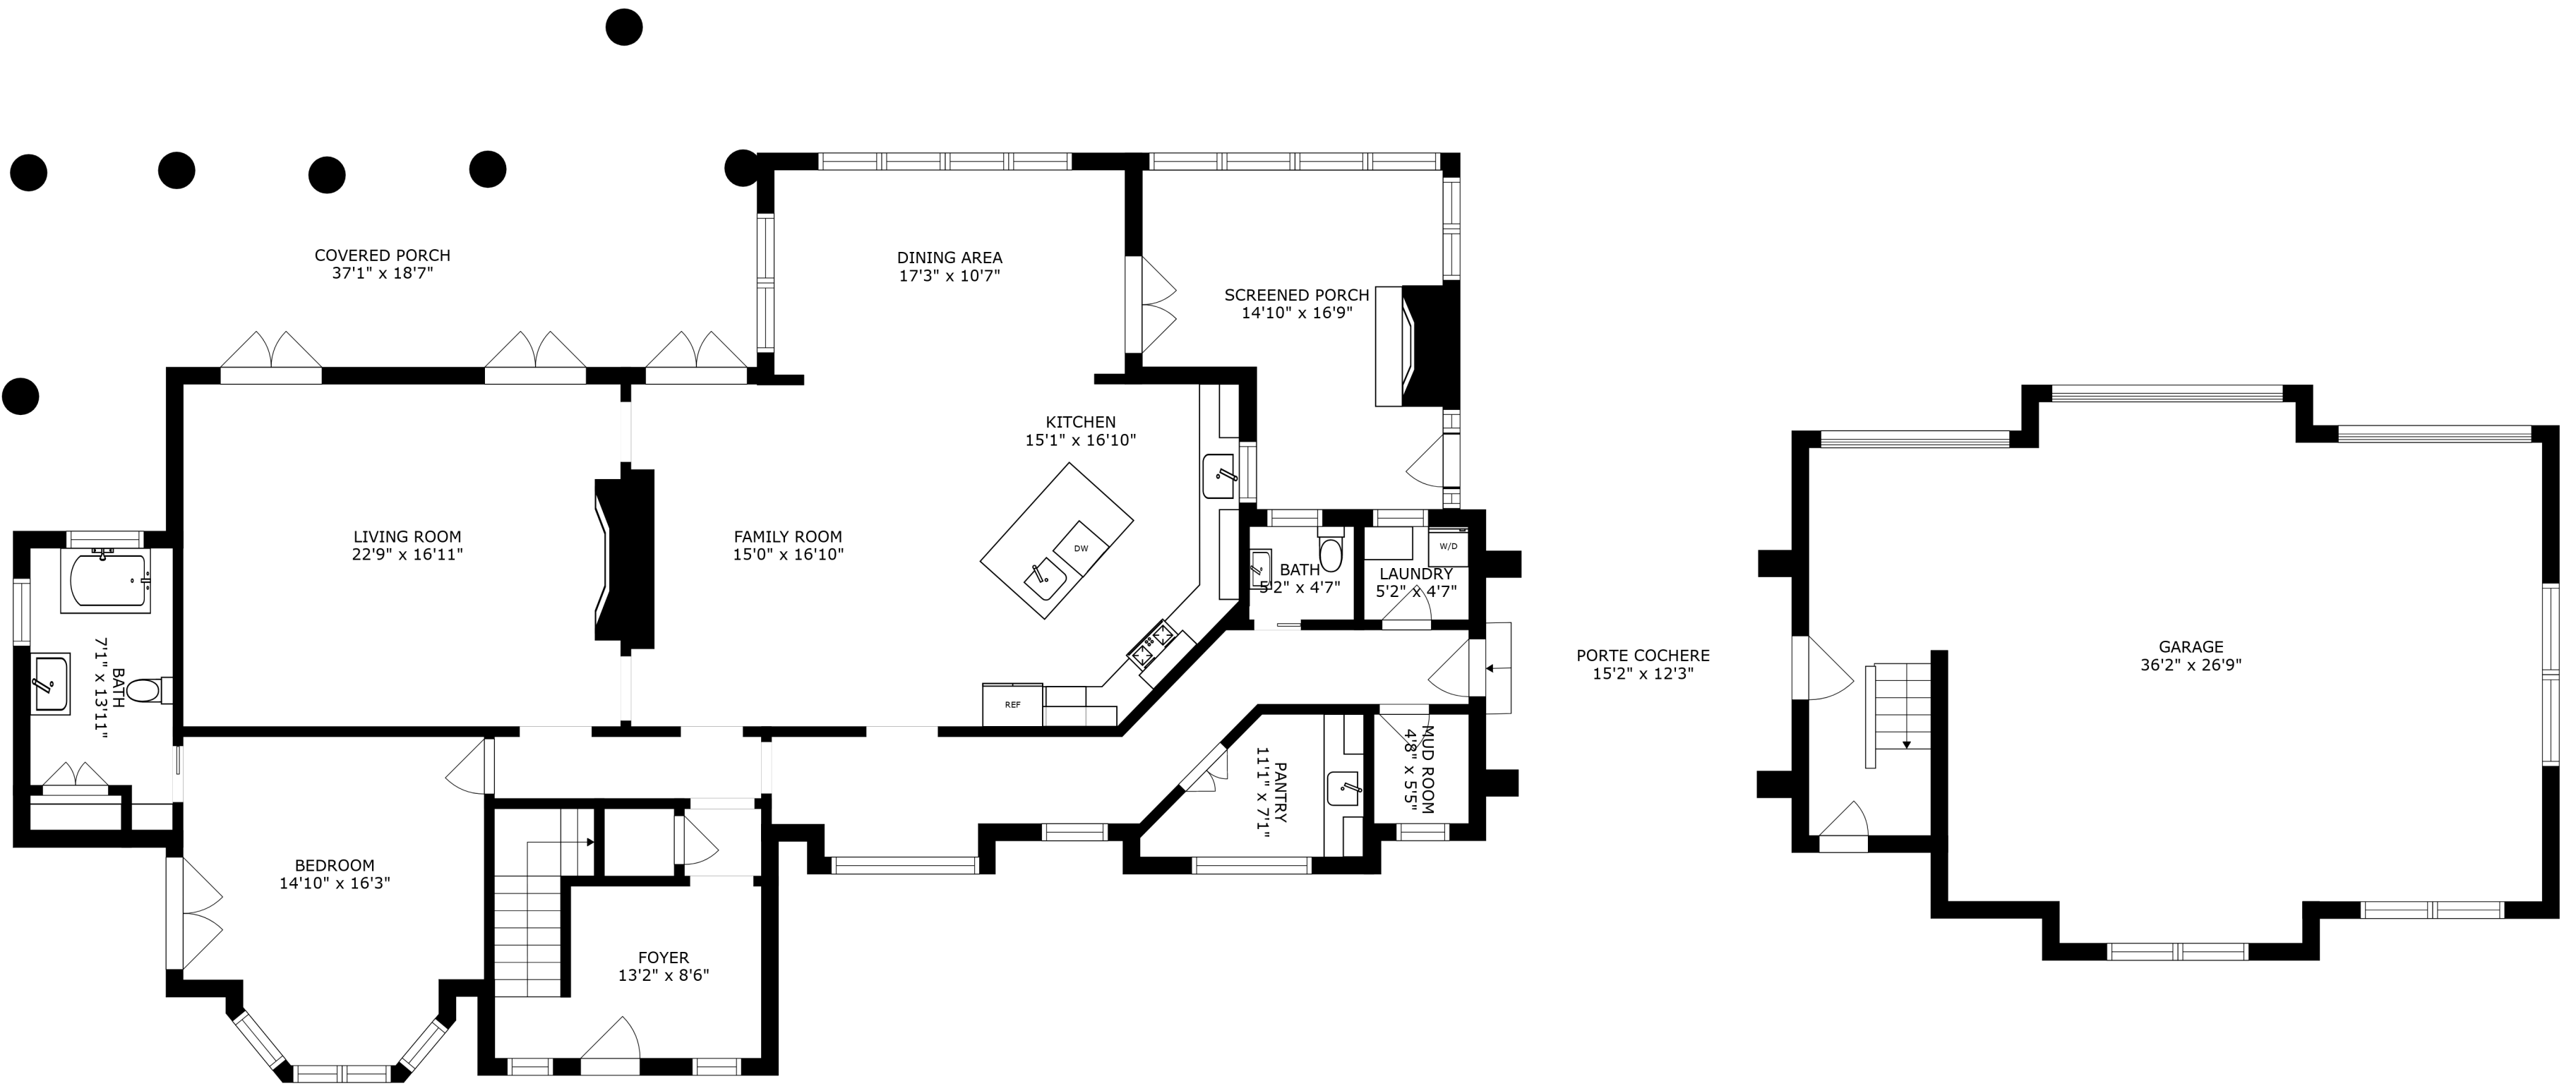 COVERED PORCH
37'1" x 18'7"
DINING AREA
17'3" x 10'7"
SCREENED PORCH
14'10" x 16'9"
KITCHEN
15'1" x 16'10"
LIVING ROOM
22'9" x 16'11"
FAMILY ROOM
15'0" x 16'10"
DW
W/D
BATH
5'2" x 4'7"
LAUNDRY
5'2" x 4'7"
BATH
7'1" x 13'11"
REF
PORTE COCHERE
15'2" x 12'3"
GARAGE
36'2" x 26'9"
PANTRY
11'1" x 7'1"
MUD ROOM
4'8" x 5'5"
BEDROOM
14'10" x 16'3"
FOYER
13'2" x 8'6"